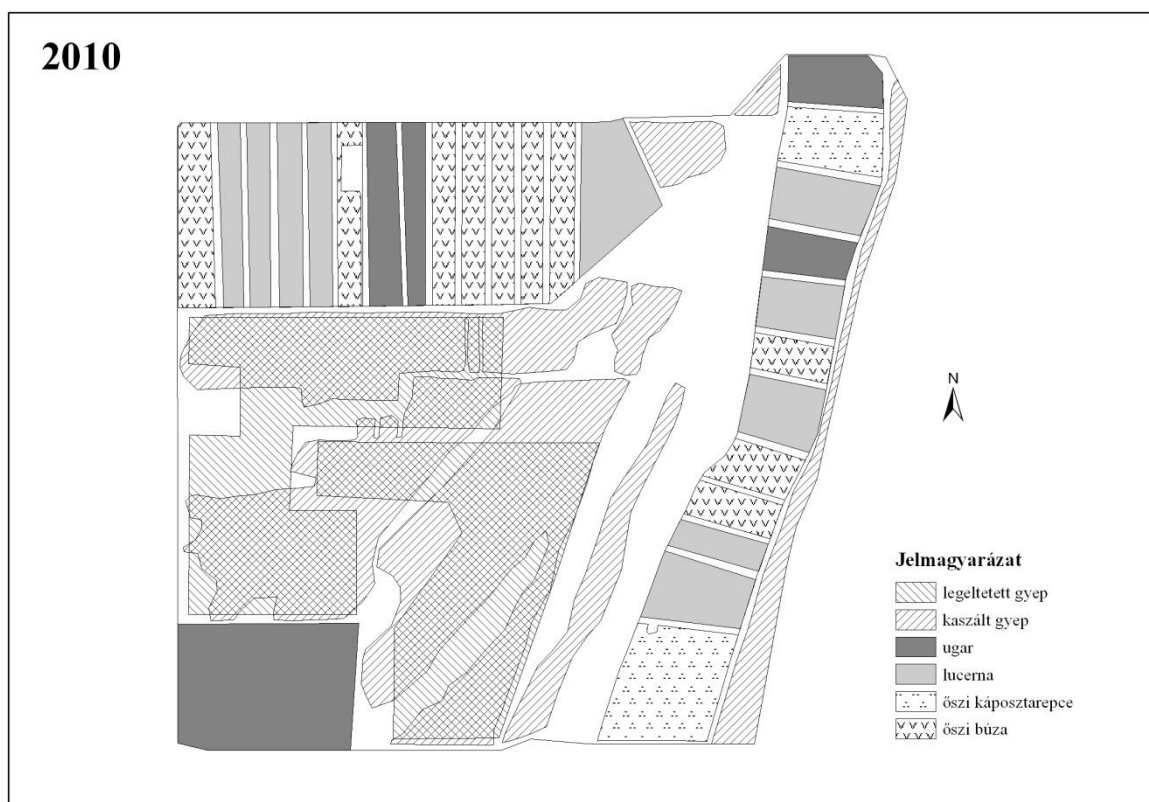 2010
N
Jelmagyarázat
legeltetett gyep
kaszált gyep
ugar
lucerna
őszi káposztarepce
őszi búza